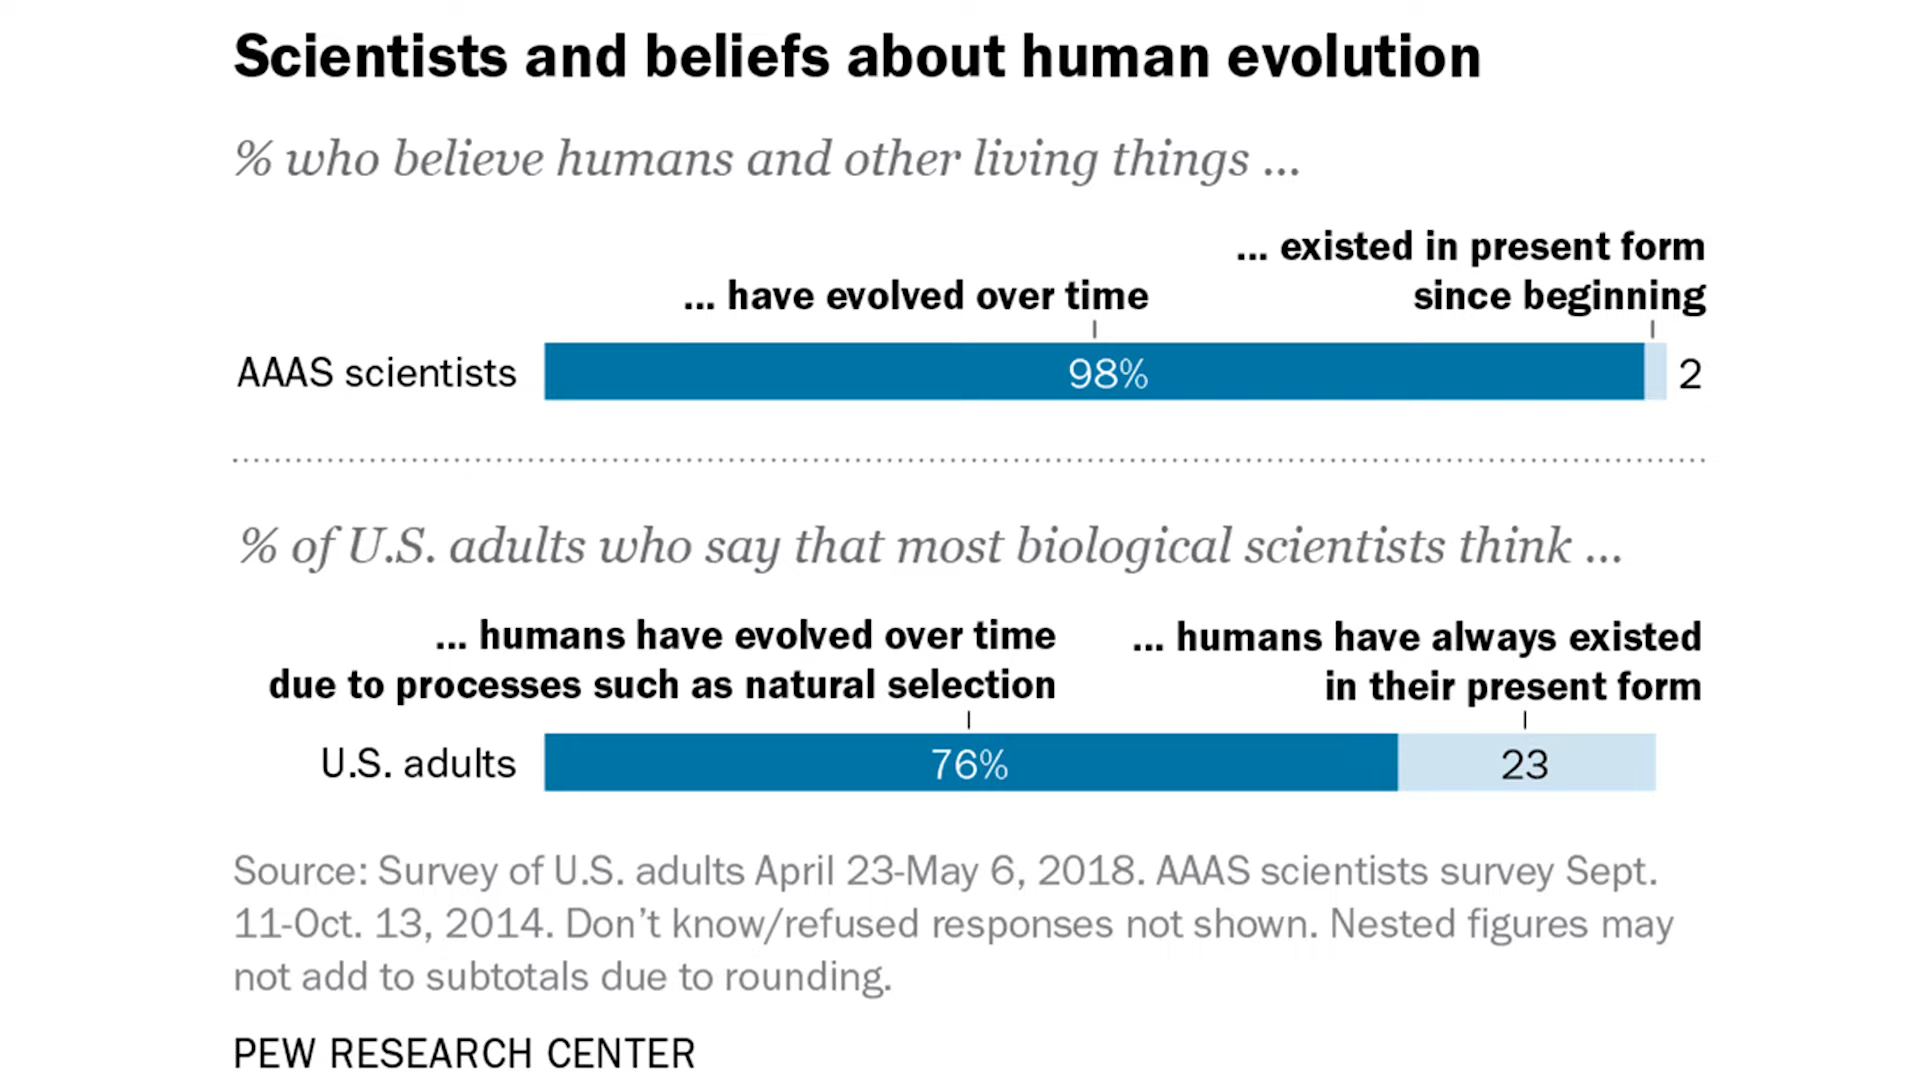 Scientists and beliefs about human evolution
% who believe humans and other living things ...
... existed in present form
... have evolved over time since beginning
AAAS scientists 98% 2
% of U.S. adults who say that most biological scientists think ...
... humans have evolved over time
due to processes such as natural selection
... humans have always existed
in their present form
U.S. adults 76% 23
Source: Survey of U.S. adults April 23-May 6, 2018. AAAS scientists survey Sept.
11-Oct. 13, 2014. Don’t know/refused responses not shown. Nested figures may
not add to subtotals due to rounding.
PEW RESEARCH CENTER